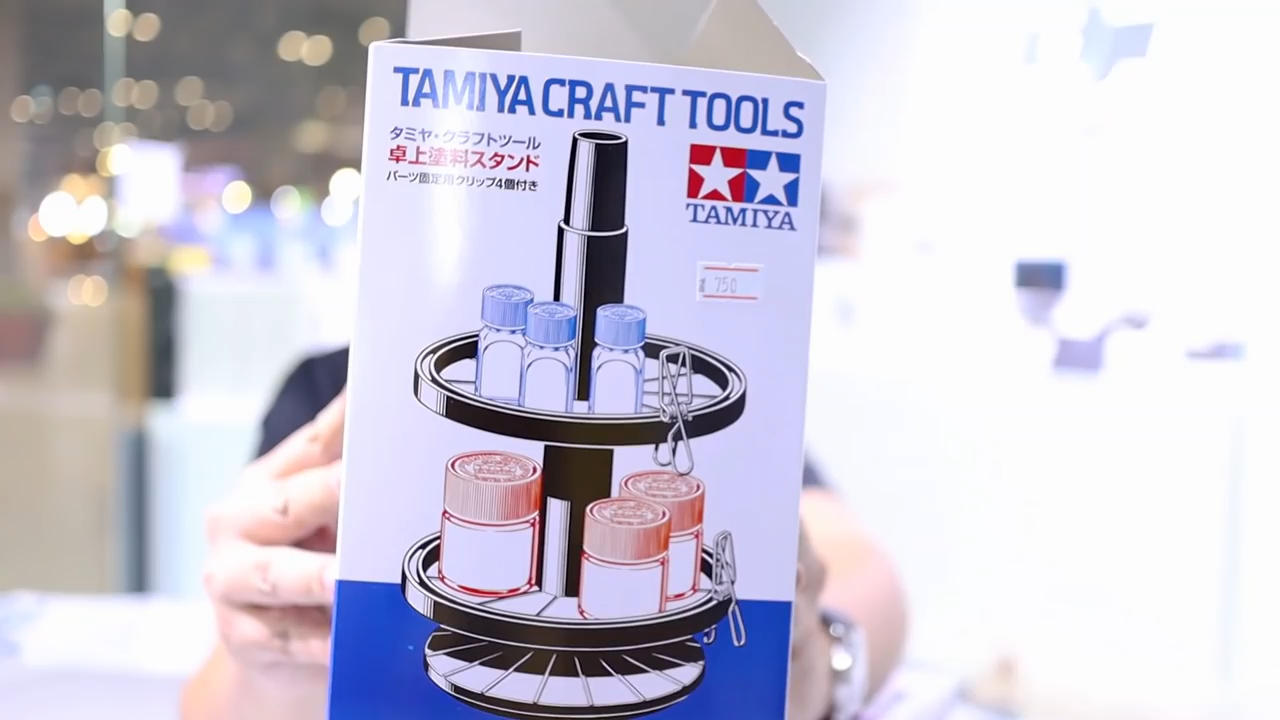 TAMIYA CRAFT TOOLS
タミヤ・クラフトツール
卓上塗料スタンド
パーツ固定用クリップ4個付き
TAMIYA
750